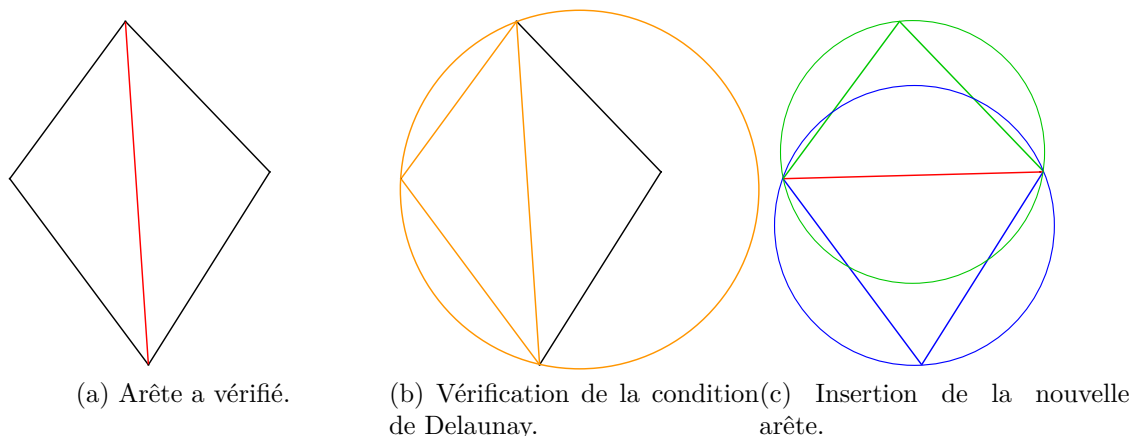 (a) Arête a vérifié.
(b) Vérification de la condition
de Delaunay.
(c) Insertion de la nouvelle
arête.